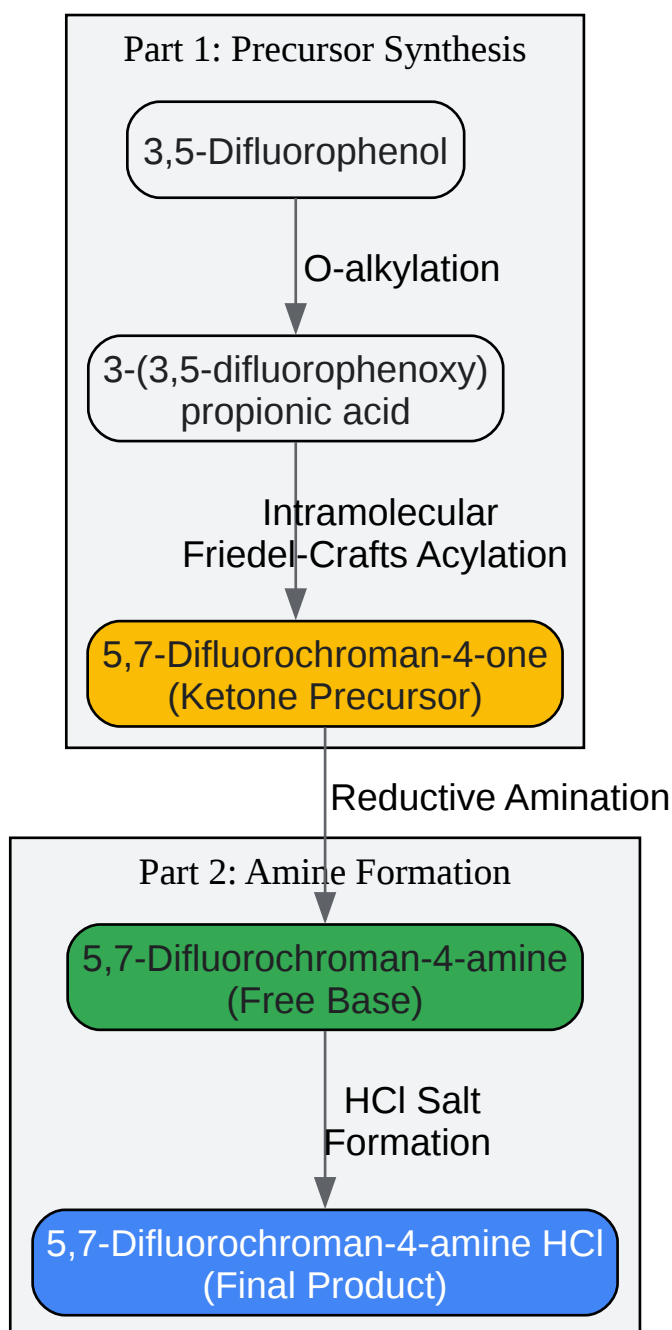 Part 1: Precursor Synthesis
3,5-Difluorophenol
O-alkylation
3-(3,5-difluorophenoxy)
propionic acid
Intramolecular
Friedel-Crafts Acylation
5,7-Difluorochroman-4-one
(Ketone Precursor)
Reductive Amination
Part 2: Amine Formation
5,7-Difluorochroman-4-amine
(Free Base)
HCl Salt
Formation
5,7-Difluorochroman-4-amine HCl
(Final Product)